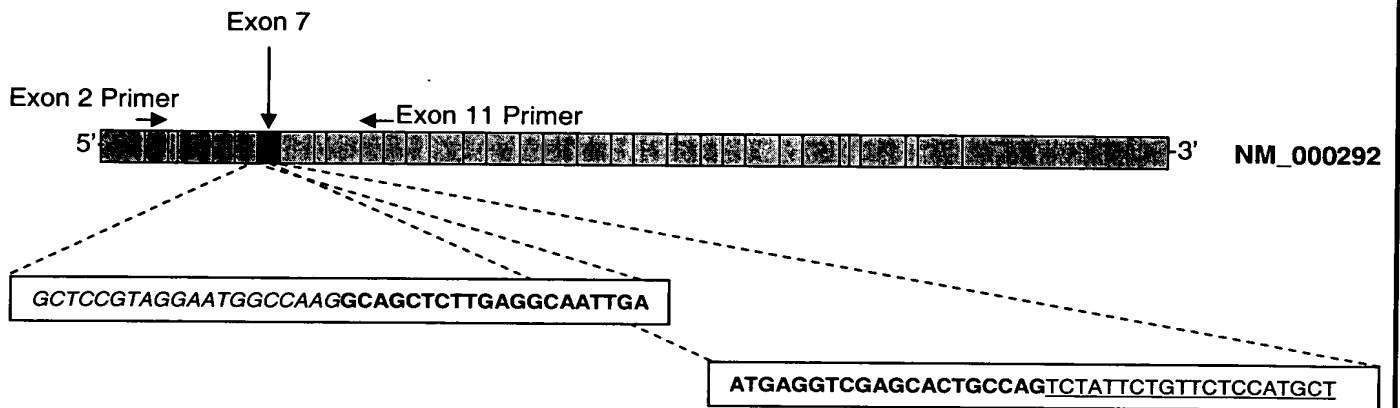 Exon 7
Exon 2 Primer
Exon 11 Primer
5'
3'
NM_000292
GCTCCGTAGGAATGGCCAAGGCAGCTCTTGAGGCAATTGA
ATGAGGTCGAGCACTGCCAGTCTATTCTGTTCTCCATGCT